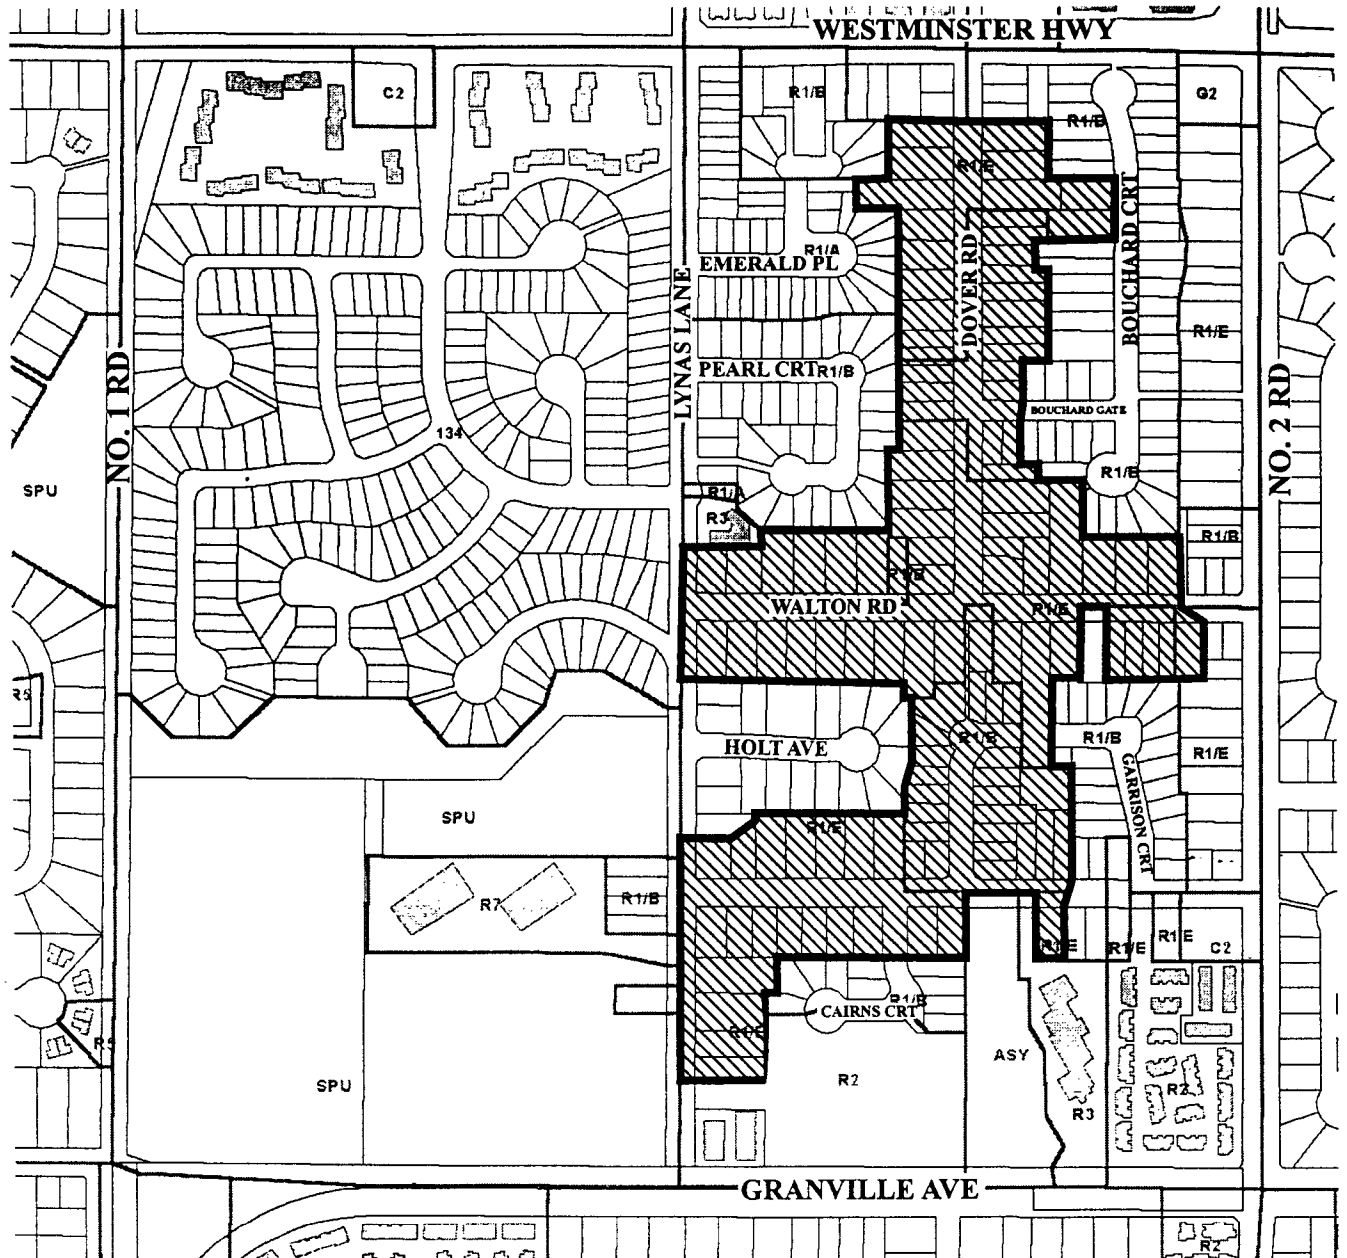 WESTMINSTER HWY
C2
R1/B
G2
R1/B
R1/E
BOUCHARD CRT
R1/A
EMERALD PL
DOVER RD
LYNAS LANE
R1/E
NO. 1 RD
PEARL CRT
R1/B
NO. 2 RD
BOUCHARD GATE
134
R1/B
SPU
R1/A
R3
R1/B
R1/B
WALTON RD
R1/E
R5
HOLT AVE
R1/B
R1/B
R1/E
GARRISON CRT
SPU
R1/E
R7
R1/B
R1/E
R1/E
R1/E
C2
R1/B
CAIRNS CRT
R1/E
R5
ASY
SPU
R2
R2
R3
GRANVILLE AVE
R2